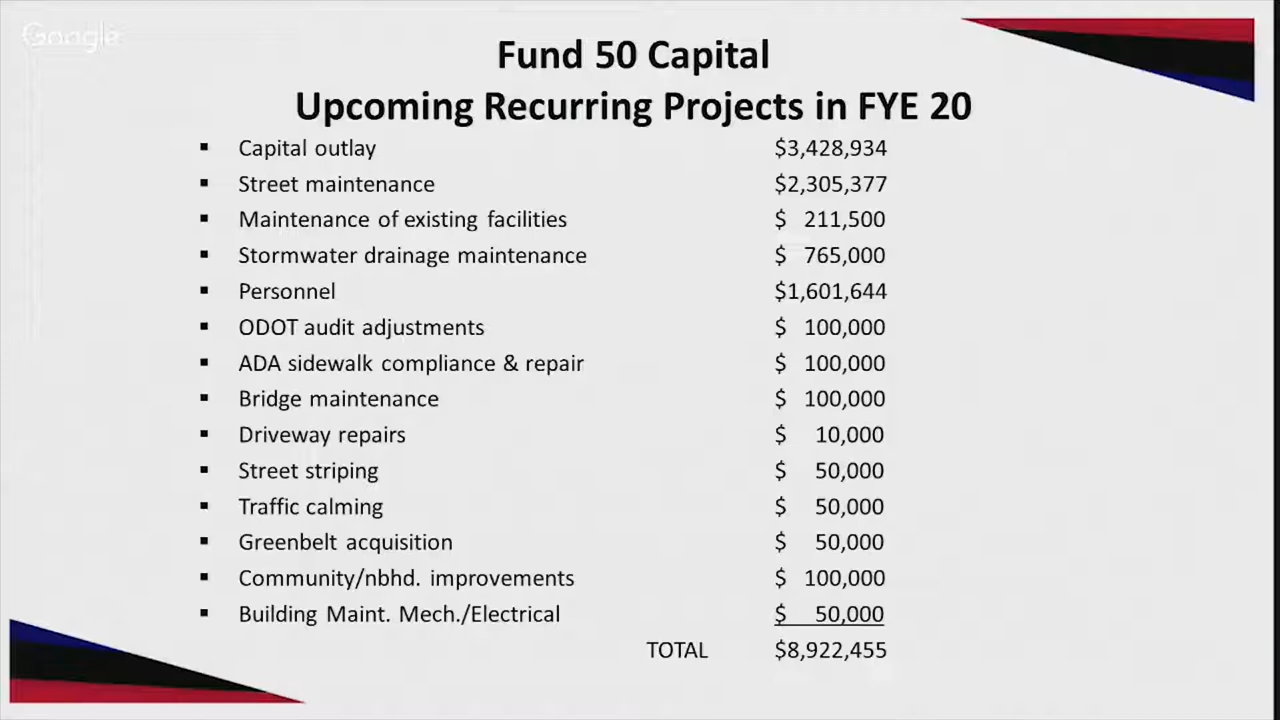 Google
Fund 50 Capital
Upcoming Recurring Projects in FYE 20
▪ Capital outlay $3,428,934
▪ Street maintenance $2,305,377
▪ Maintenance of existing facilities $ 211,500
▪ Stormwater drainage maintenance $ 765,000
▪ Personnel $1,601,644
▪ ODOT audit adjustments $ 100,000
▪ ADA sidewalk compliance & repair $ 100,000
▪ Bridge maintenance $ 100,000
▪ Driveway repairs $ 10,000
▪ Street striping $ 50,000
▪ Traffic calming $ 50,000
▪ Greenbelt acquisition $ 50,000
▪ Community/nbhd. improvements $ 100,000
▪ Building Maint. Mech./Electrical $ 50,000
TOTAL $8,922,455